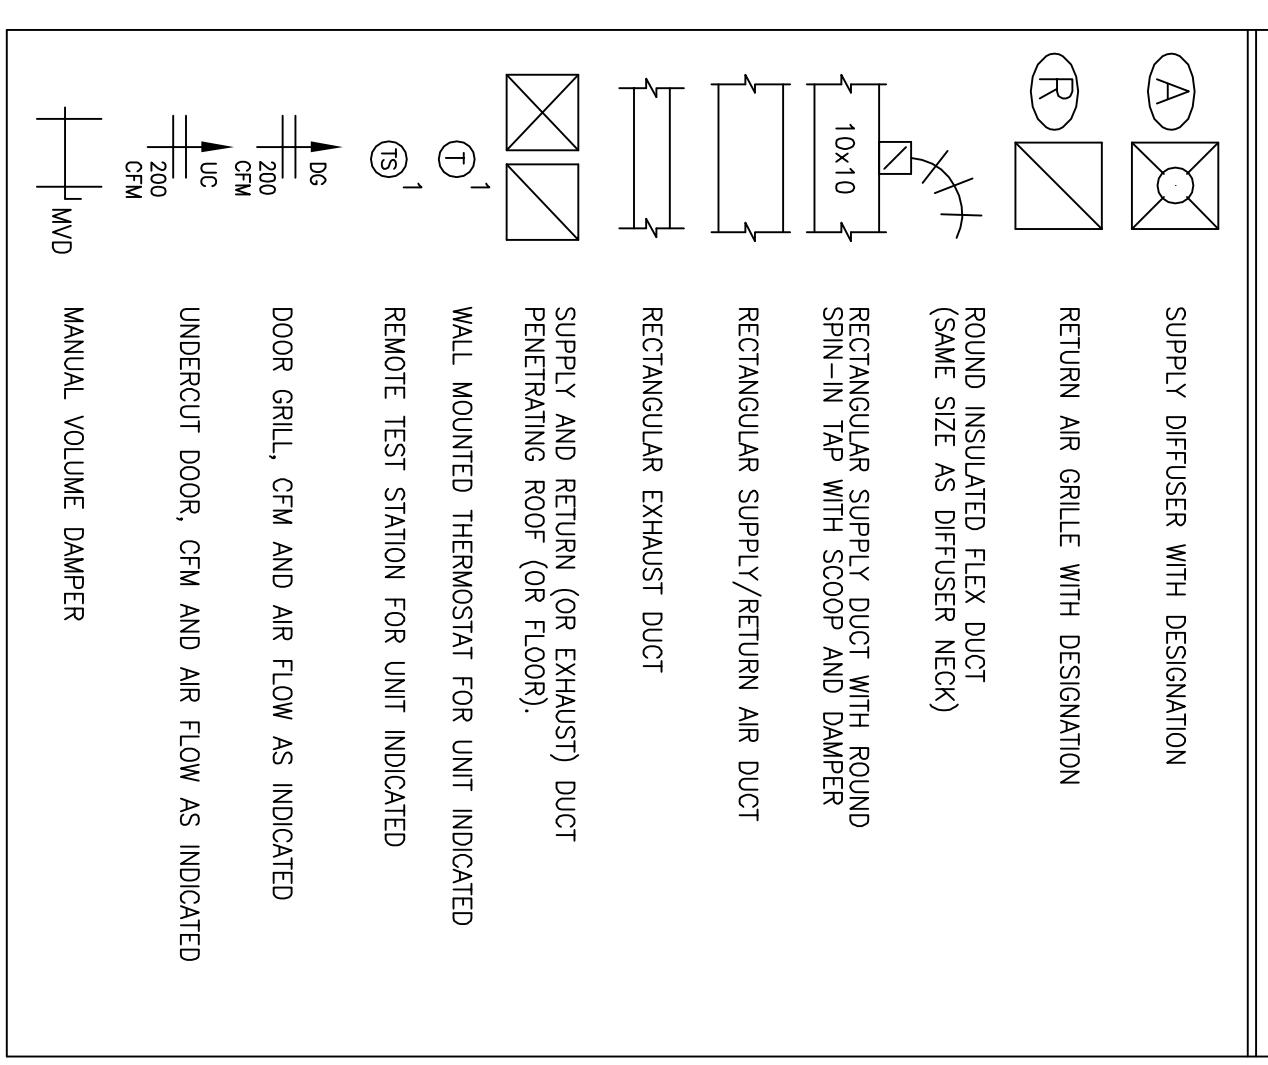 A
SUPPLY DIFFUSER WITH DESIGNATION
R
RETURN AIR GRILLE WITH DESIGNATION
ROUND INSULATED FLEX DUCT
(SAME SIZE AS DIFFUSER NECK)
10x10
RECTANGULAR SUPPLY DUCT WITH ROUND
SPIN-IN TAP WITH SCOOP AND DAMPER
RECTANGULAR SUPPLY/RETURN AIR DUCT
RECTANGULAR EXHAUST DUCT
SUPPLY AND RETURN (OR EXHAUST) DUCT
PENETRATING ROOF (OR FLOOR).
T 1
WALL MOUNTED THERMOSTAT FOR UNIT INDICATED
TS 1
REMOTE TEST STATION FOR UNIT INDICATED
DG
200
CFM
DOOR GRILL, CFM AND AIR FLOW AS INDICATED
UC
200
CFM
UNDERCUT DOOR, CFM AND AIR FLOW AS INDICATED
MVD
MANUAL VOLUME DAMPER